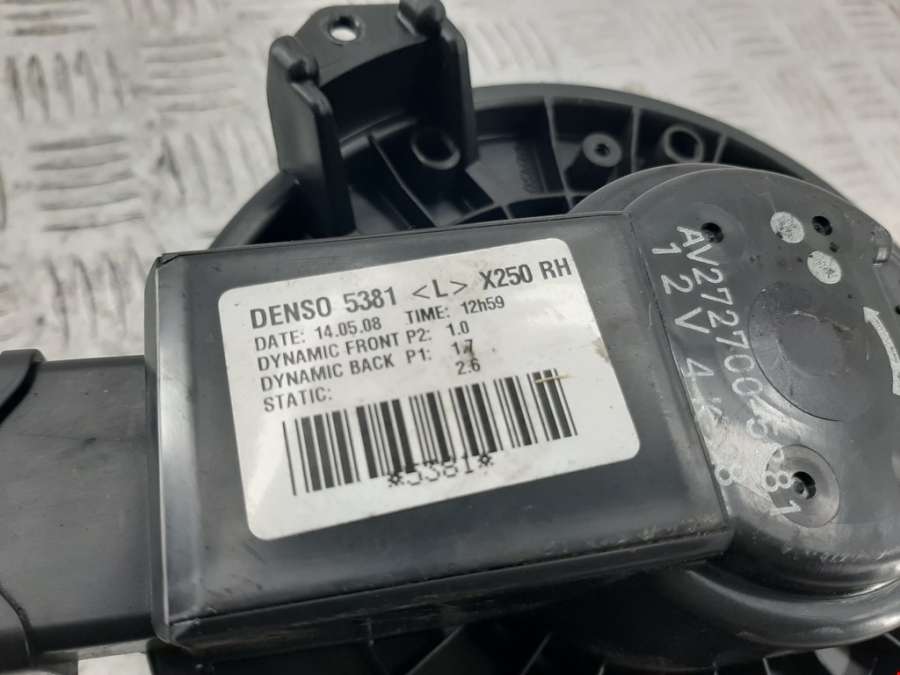 DENSO 5381 <L> X250 RH
DATE: 14.05.08 TIME: 12h59
DYNAMIC FRONT P2: 1.0
DYNAMIC BACK P1: 1.7
STATIC: 2.6
*5381*
12V